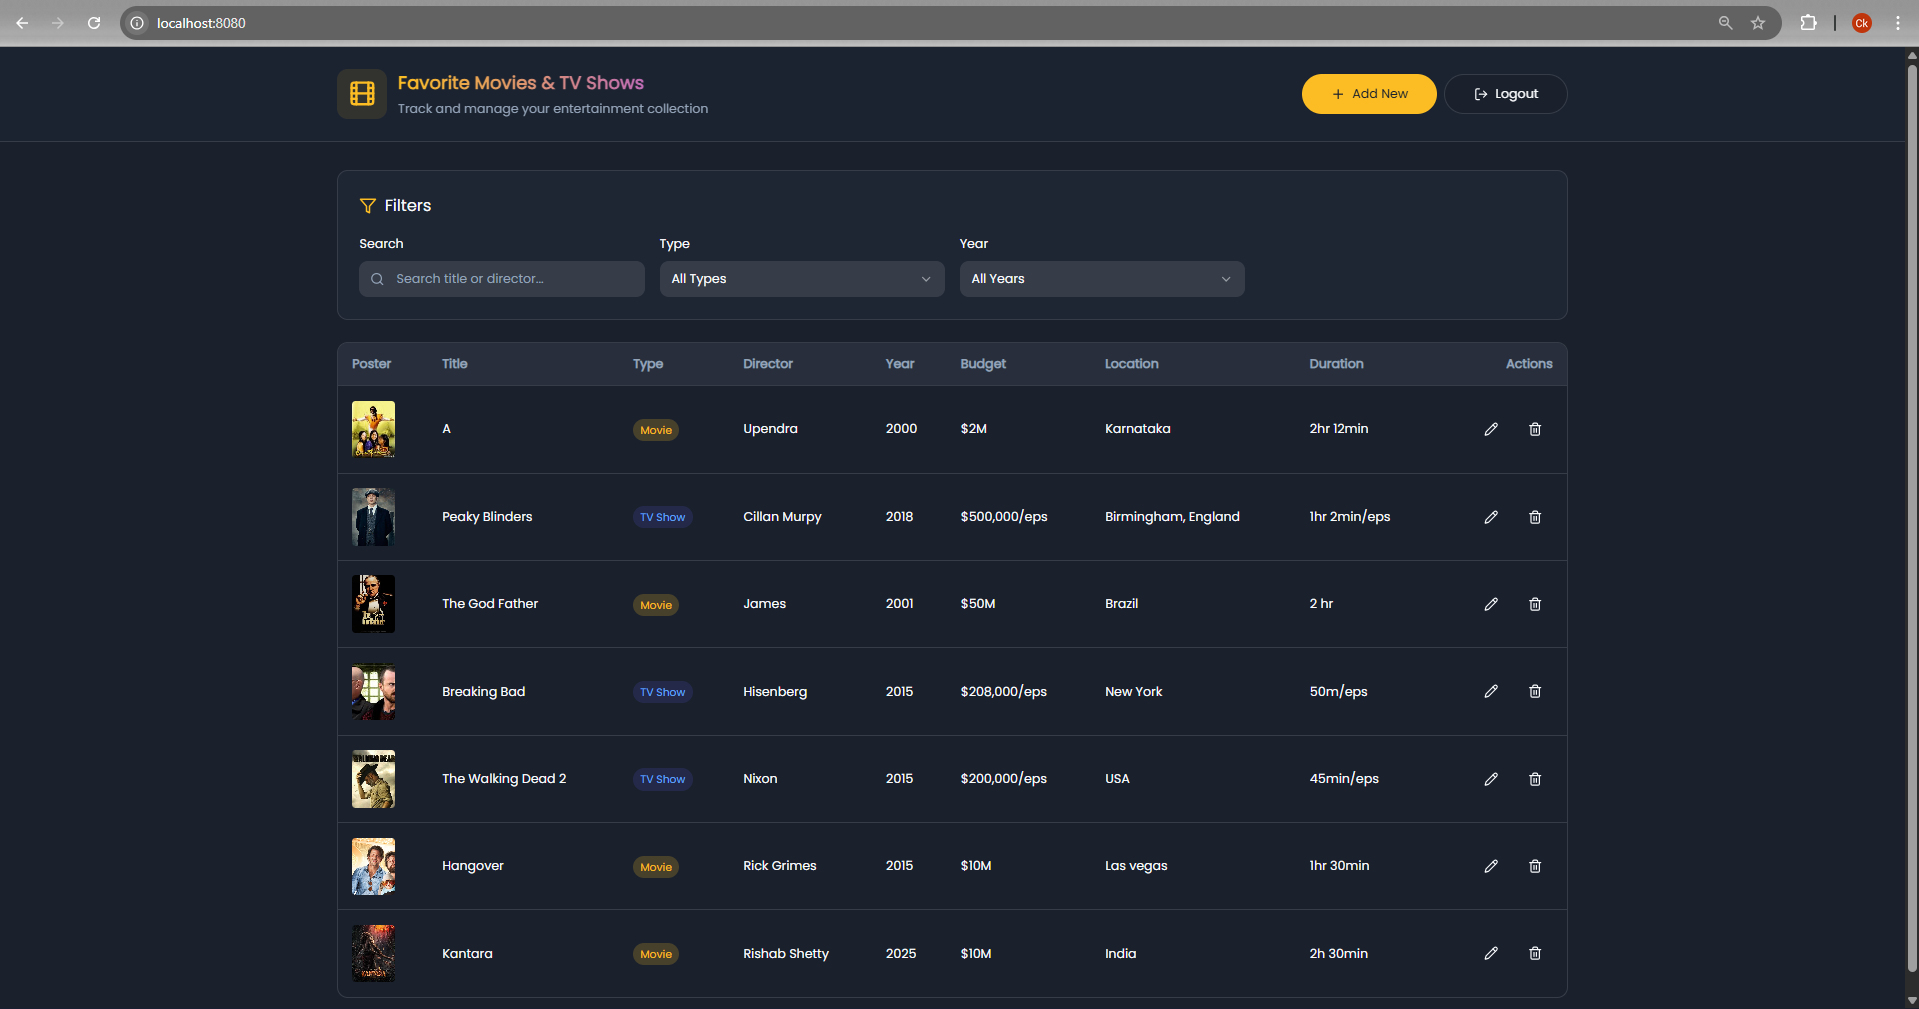 localhost:8080
Ck
Favorite Movies & TV Shows
Track and manage your entertainment collection
Add New
Logout
Filters
Search Type Year
Search title or director...
All Types
All Years
Poster Title Type Director Year Budget Location Duration Actions
A Movie Upendra 2000 $2M Karnataka 2hr 12min
Peaky Blinders TV Show Cillan Murpy 2018 $500,000/eps Birmingham, England 1hr 2min/eps
The God Father Movie James 2001 $50M Brazil 2 hr
Breaking Bad TV Show Hisenberg 2015 $208,000/eps New York 50m/eps
WALKING DEAD
The Walking Dead 2 TV Show Nixon 2015 $200,000/eps USA 45min/eps
Hangover Movie Rick Grimes 2015 $10M Las vegas 1hr 30min
KANTARA
Kantara Movie Rishab Shetty 2025 $10M India 2h 30min